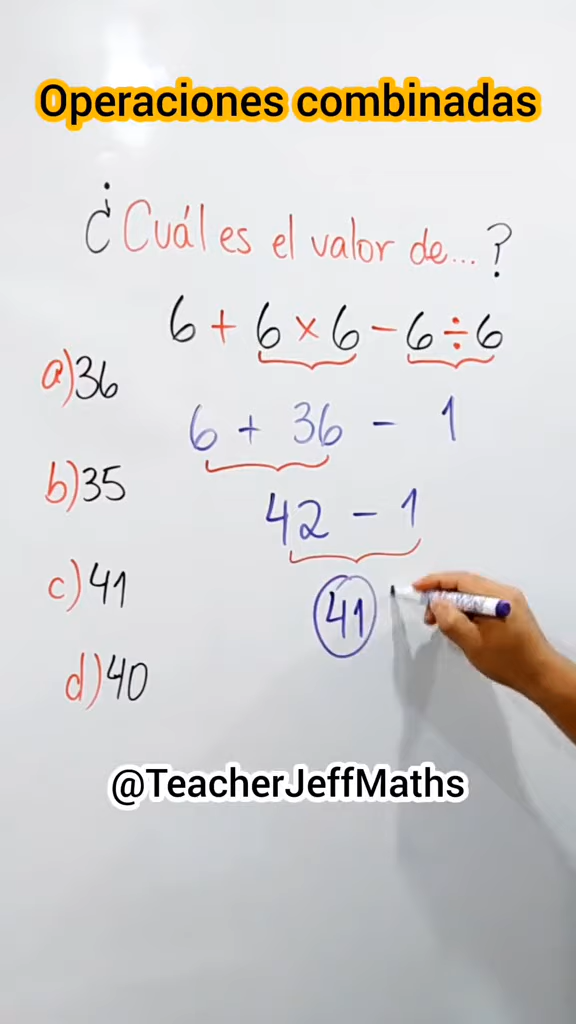 Operaciones combinadas
¿Cuál es el valor de...?
6 + 6 × 6 − 6 ÷ 6
a) 36
6 + 36 − 1
b) 35
42 − 1
c) 41
41
d) 40
@TeacherJeffMaths